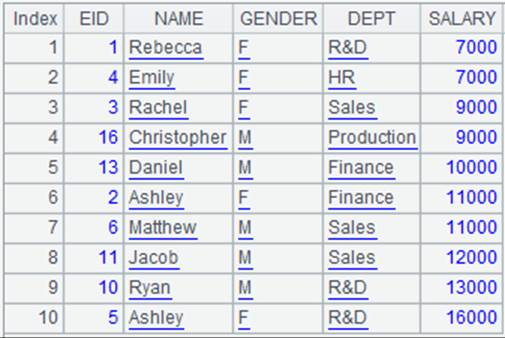 Index EID NAME GENDER DEPT SALARY
1 1 Rebecca F R&D 7000
2 4 Emily F HR 7000
3 3 Rachel F Sales 9000
4 16 Christopher M Production 9000
5 13 Daniel M Finance 10000
6 2 Ashley F Finance 11000
7 6 Matthew M Sales 11000
8 11 Jacob M Sales 12000
9 10 Ryan M R&D 13000
10 5 Ashley F R&D 16000